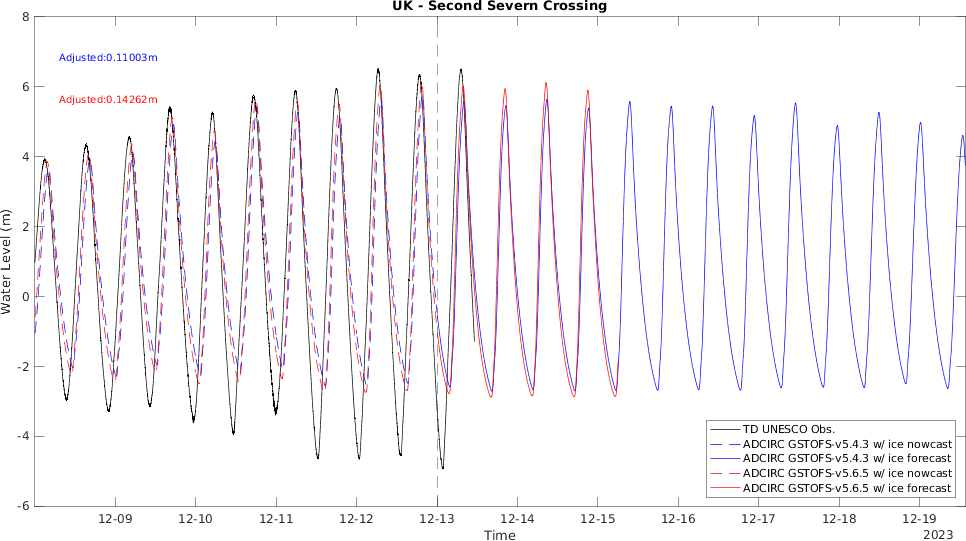 UK - Second Severn Crossing
8
6
4
2
0
-2
-4
-6
Water Level (m)
Adjusted:0.11003m
Adjusted:0.14262m
TD UNESCO Obs.
ADCIRC GSTOFS-v5.4.3 w/ ice nowcast
ADCIRC GSTOFS-v5.4.3 w/ ice forecast
ADCIRC GSTOFS-v5.6.5 w/ ice nowcast
ADCIRC GSTOFS-v5.6.5 w/ ice forecast
12-09 12-10 12-11 12-12 12-13 12-14 12-15 12-16 12-17 12-18 12-19
Time
2023